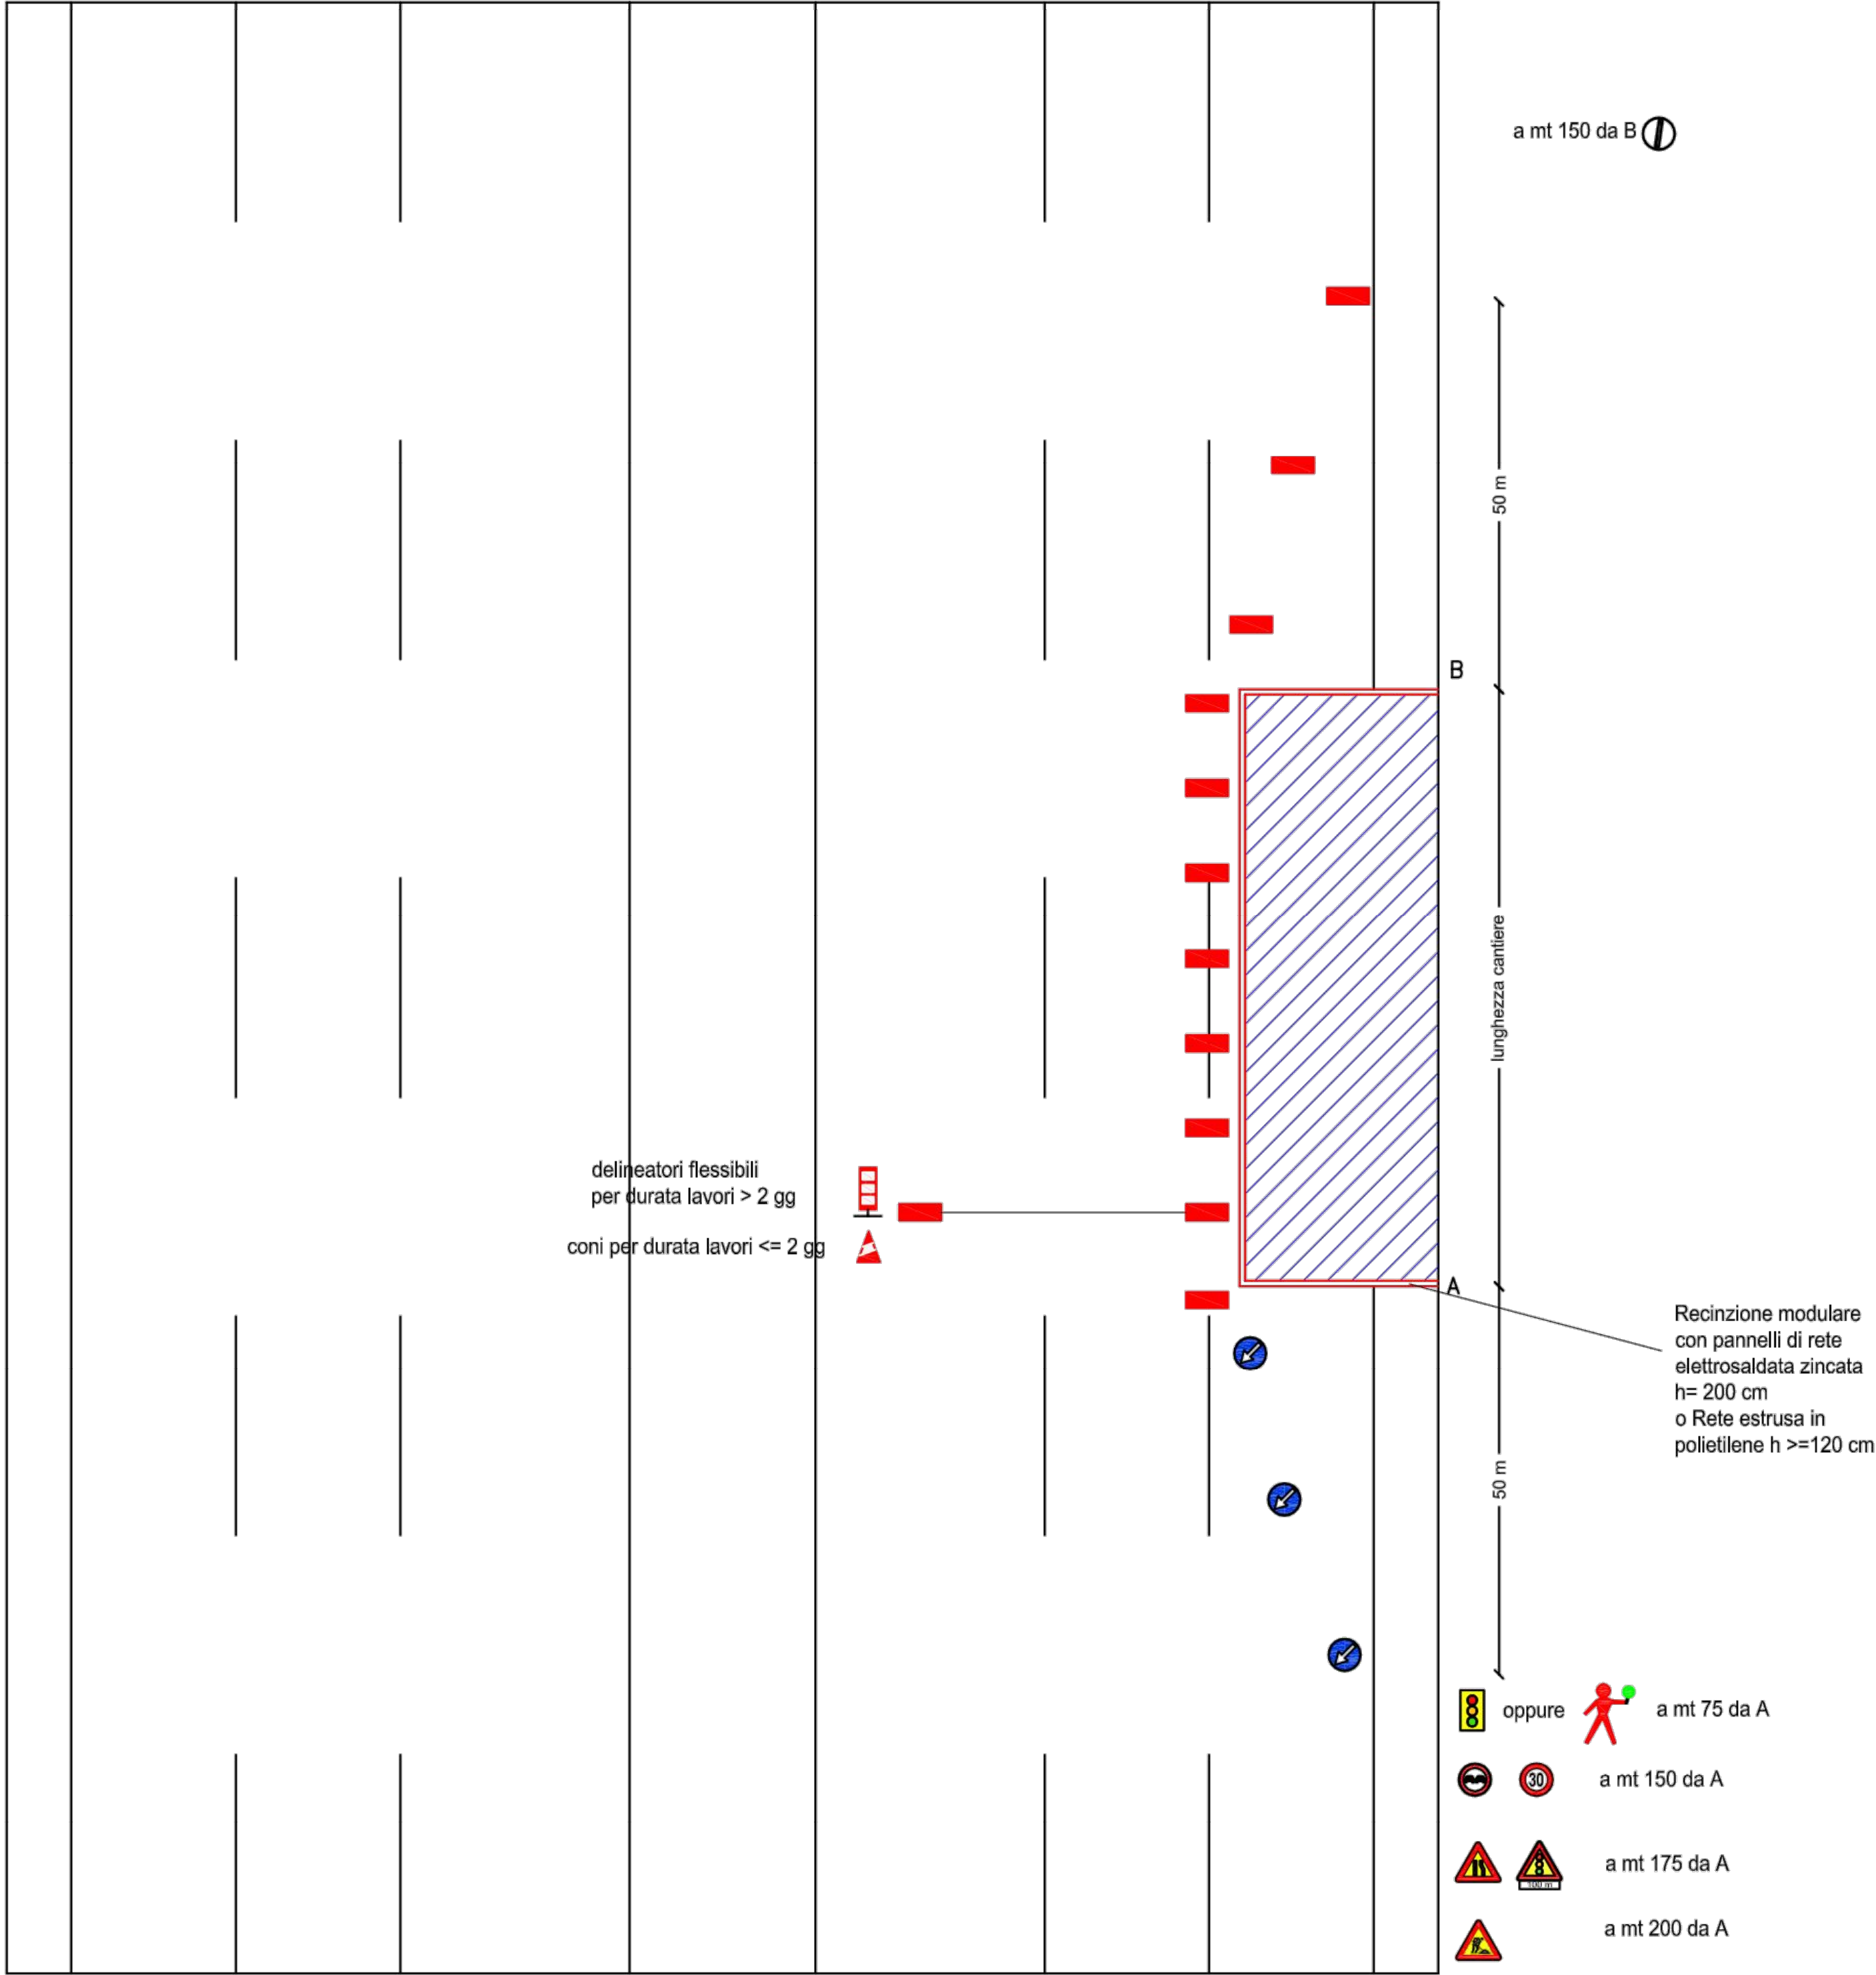 a mt 150 da B
50 m
B
lunghezza cantiere
delineatori flessibili
per durata lavori > 2 gg
coni per durata lavori <= 2 gg
A
Recinzione modulare
con pannelli di rete
elettrosaldata zincata
h= 200 cm
o Rete estrusa in
polietilene h >=120 cm
50 m
oppure
a mt 75 da A
30
a mt 150 da A
a mt 175 da A
100 m
a mt 200 da A